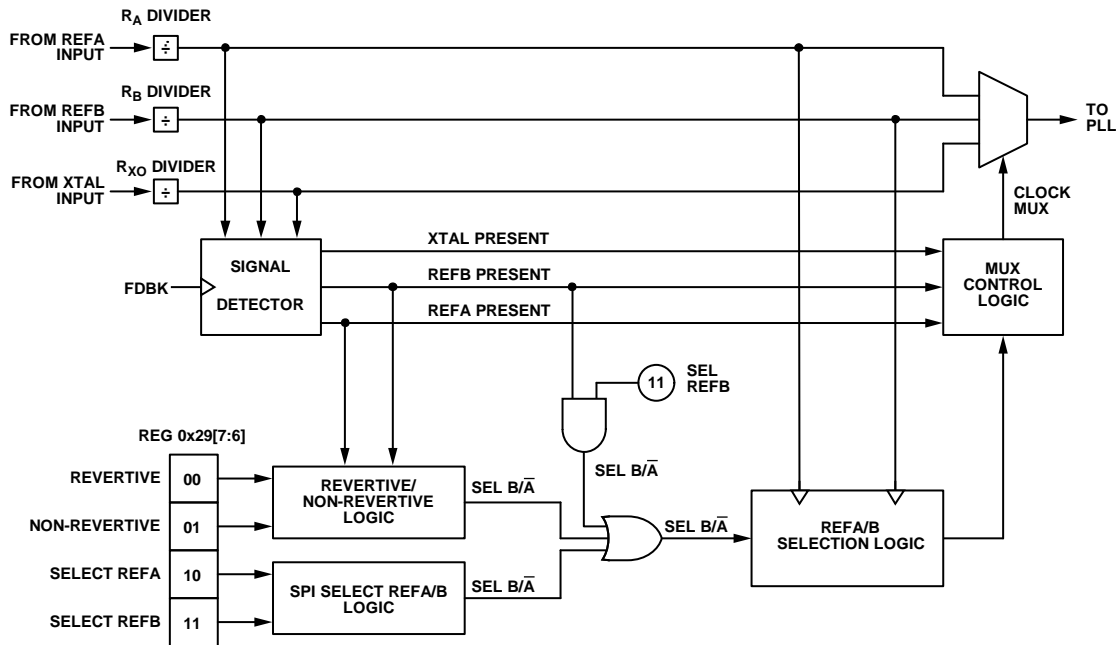 RA DIVIDER
FROM REFA
INPUT
÷
RB DIVIDER
FROM REFB
INPUT
÷
TO
PLL
RXO DIVIDER
FROM XTAL
INPUT
÷
CLOCK
MUX
XTAL PRESENT
SIGNAL
DETECTOR
REFB PRESENT
MUX
CONTROL
LOGIC
FDBK
REFA PRESENT
11
SEL
REFB
REG 0x29[7:6]
SEL B/A̅
REVERTIVE
00
REVERTIVE/
NON-REVERTIVE
LOGIC
SEL B/A̅
NON-REVERTIVE
01
SEL B/A̅
REFA/B
SELECTION LOGIC
SELECT REFA
10
SPI SELECT REFA/B
LOGIC
SEL B/A̅
SELECT REFB
11